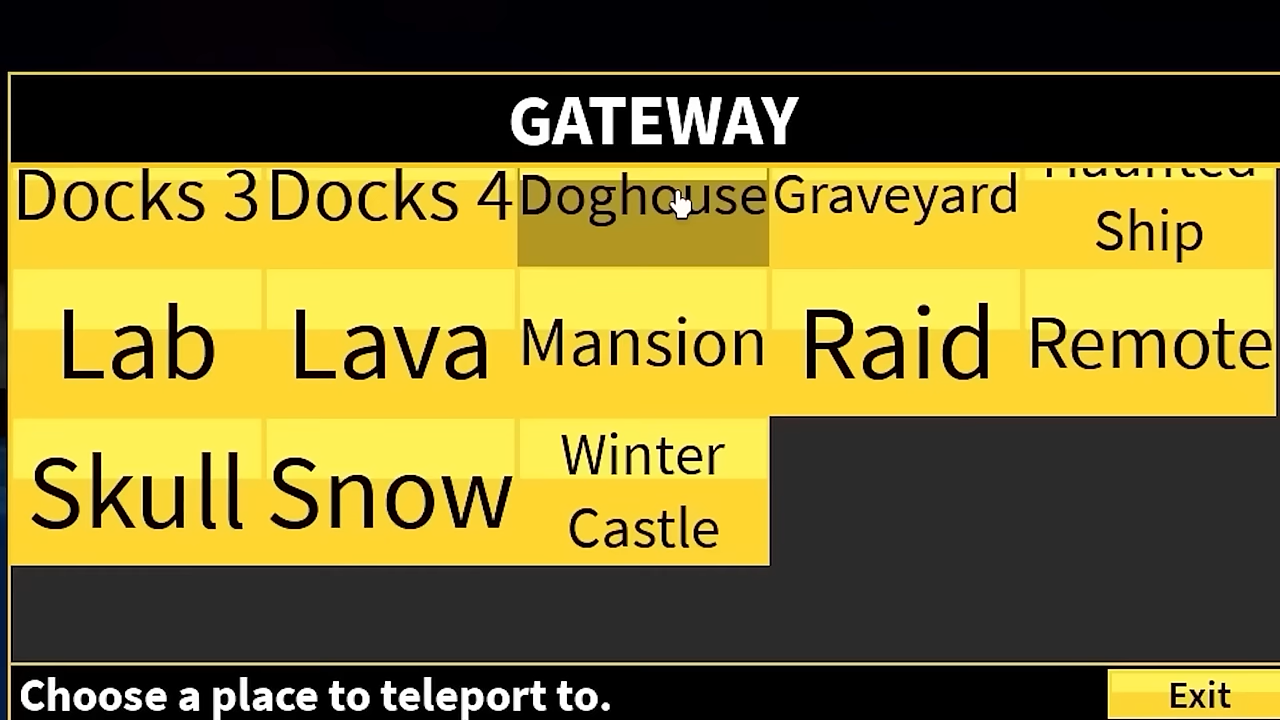 GATEWAY
Docks 3 Docks 4 Doghouse Graveyard Haunted
Ship
Lab Lava Mansion Raid Remote
Skull Snow Winter
Castle
Choose a place to teleport to. Exit